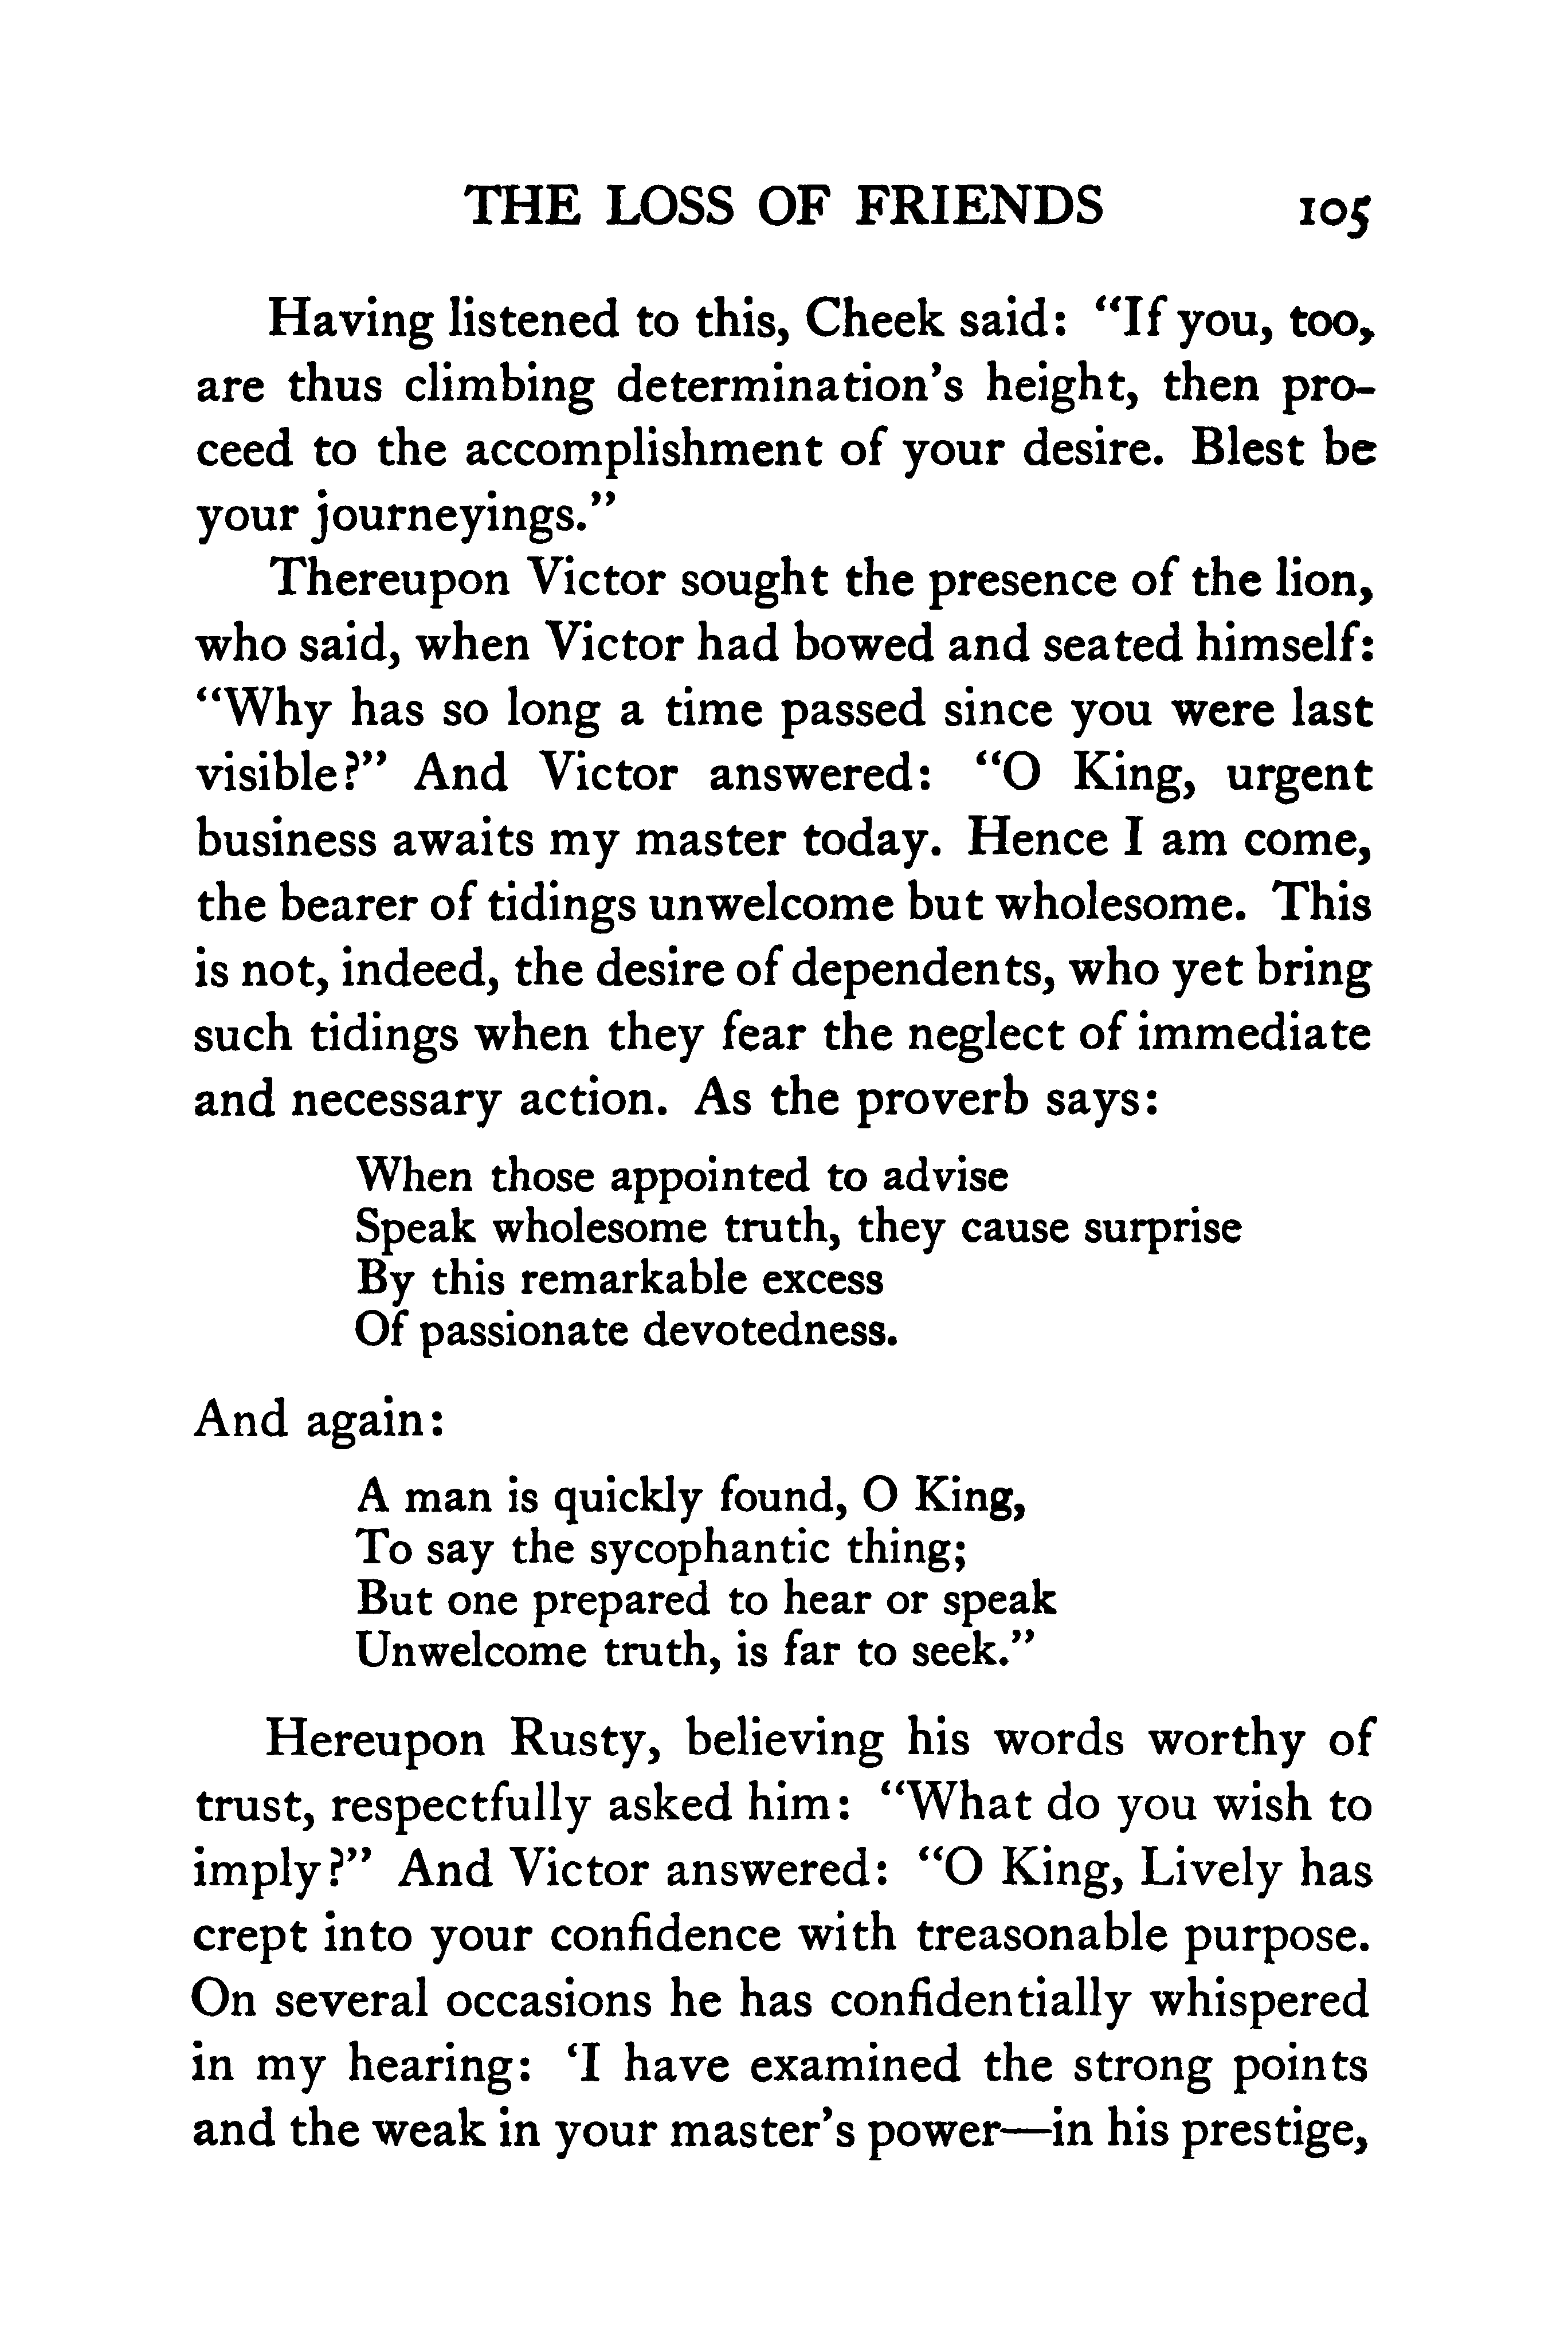 THE LOSS OF FRIENDS 105
Having listened to this, Cheek said: “If you, too,
are thus climbing determination’s height, then pro-
ceed to the accomplishment of your desire. Blest be
your journeyings.”
Thereupon Victor sought the presence of the lion,
who said, when Victor had bowed and seated himself:
“Why has so long a time passed since you were last
visible?” And Victor answered: “O King, urgent
business awaits my master today. Hence I am come,
the bearer of tidings unwelcome but wholesome. This
is not, indeed, the desire of dependents, who yet bring
such tidings when they fear the neglect of immediate
and necessary action. As the proverb says:
When those appointed to advise
Speak wholesome truth, they cause surprise
By this remarkable excess
Of passionate devotedness.
And again:
A man is quickly found, O King,
To say the sycophantic thing;
But one prepared to hear or speak
Unwelcome truth, is far to seek.”
Hereupon Rusty, believing his words worthy of
trust, respectfully asked him: “What do you wish to
imply?” And Victor answered: “O King, Lively has
crept into your confidence with treasonable purpose.
On several occasions he has confidentially whispered
in my hearing: ‘I have examined the strong points
and the weak in your master’s power—in his prestige,